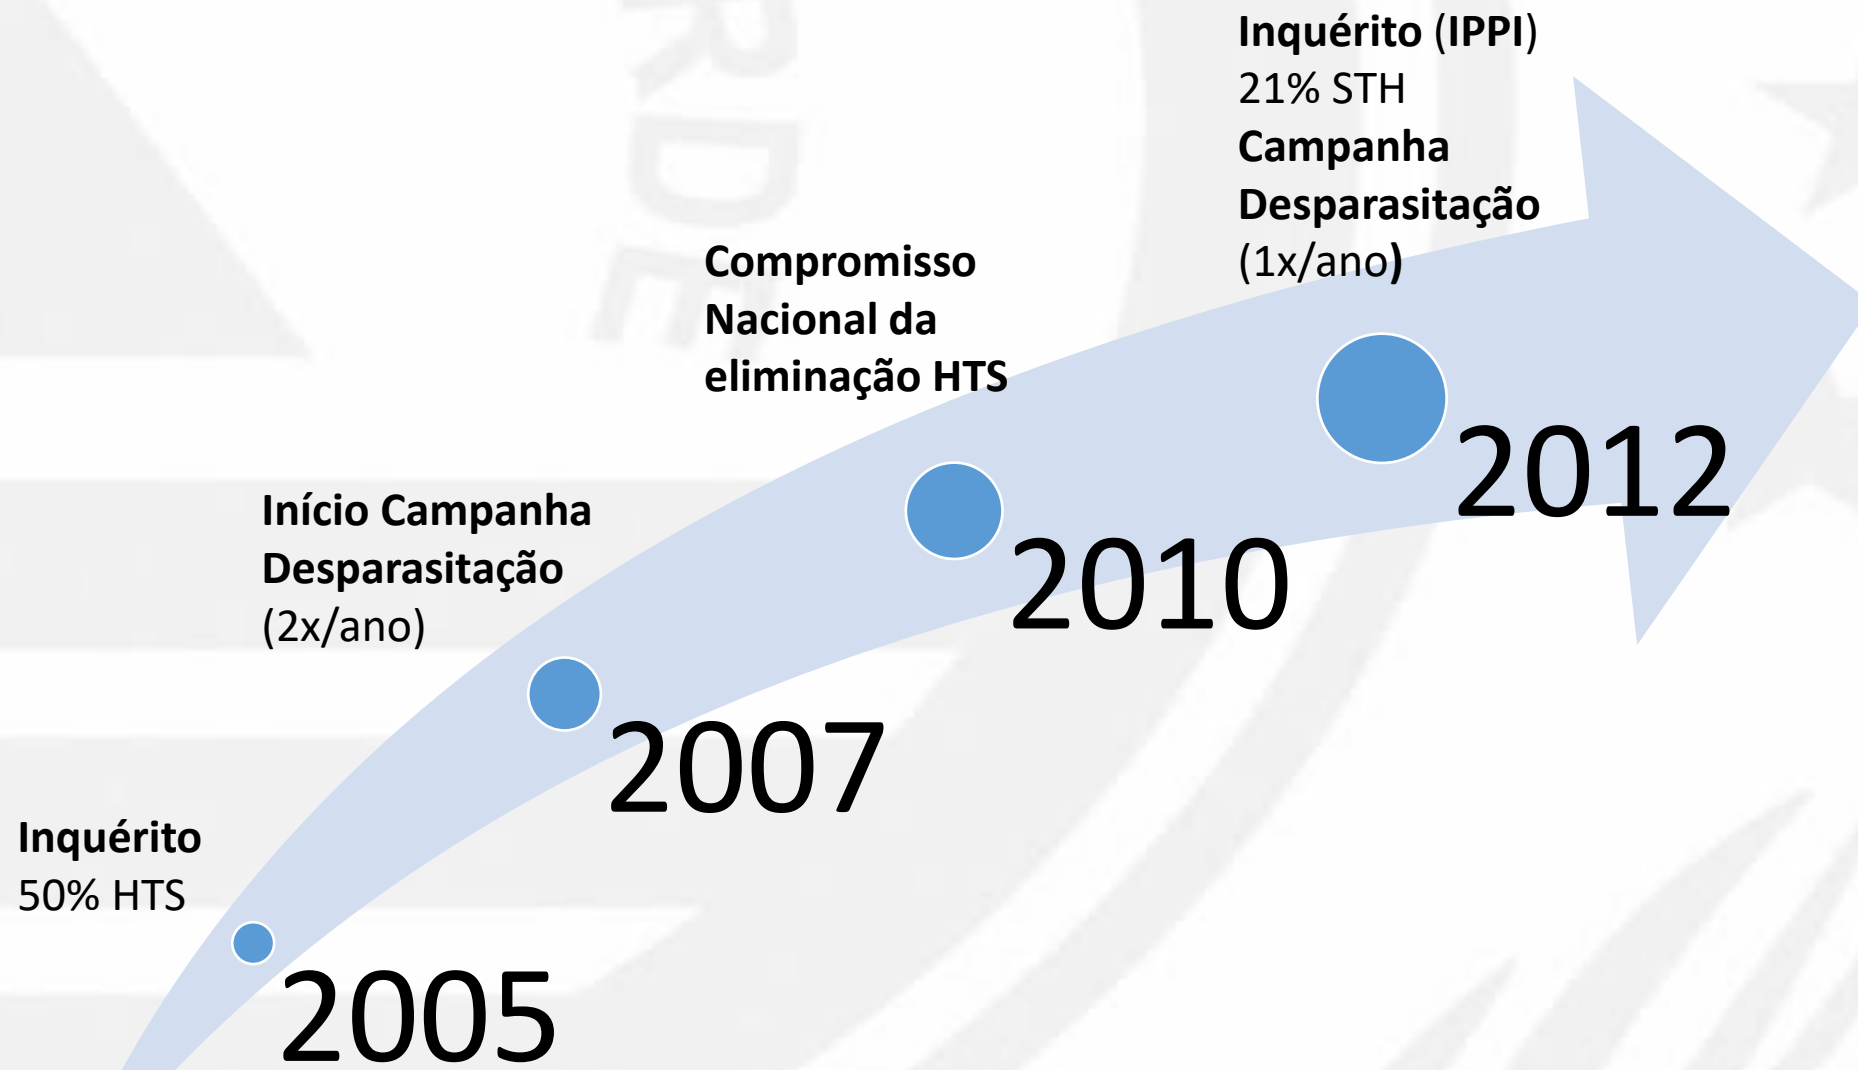 Inquérito (IPPI)
21% STH
Campanha
Desparasitação
(1x/ano)
2012
Compromisso
Nacional da
eliminação HTS
2010
Início Campanha
Desparasitação
(2x/ano)
2007
Inquérito
50% HTS
2005
RDE